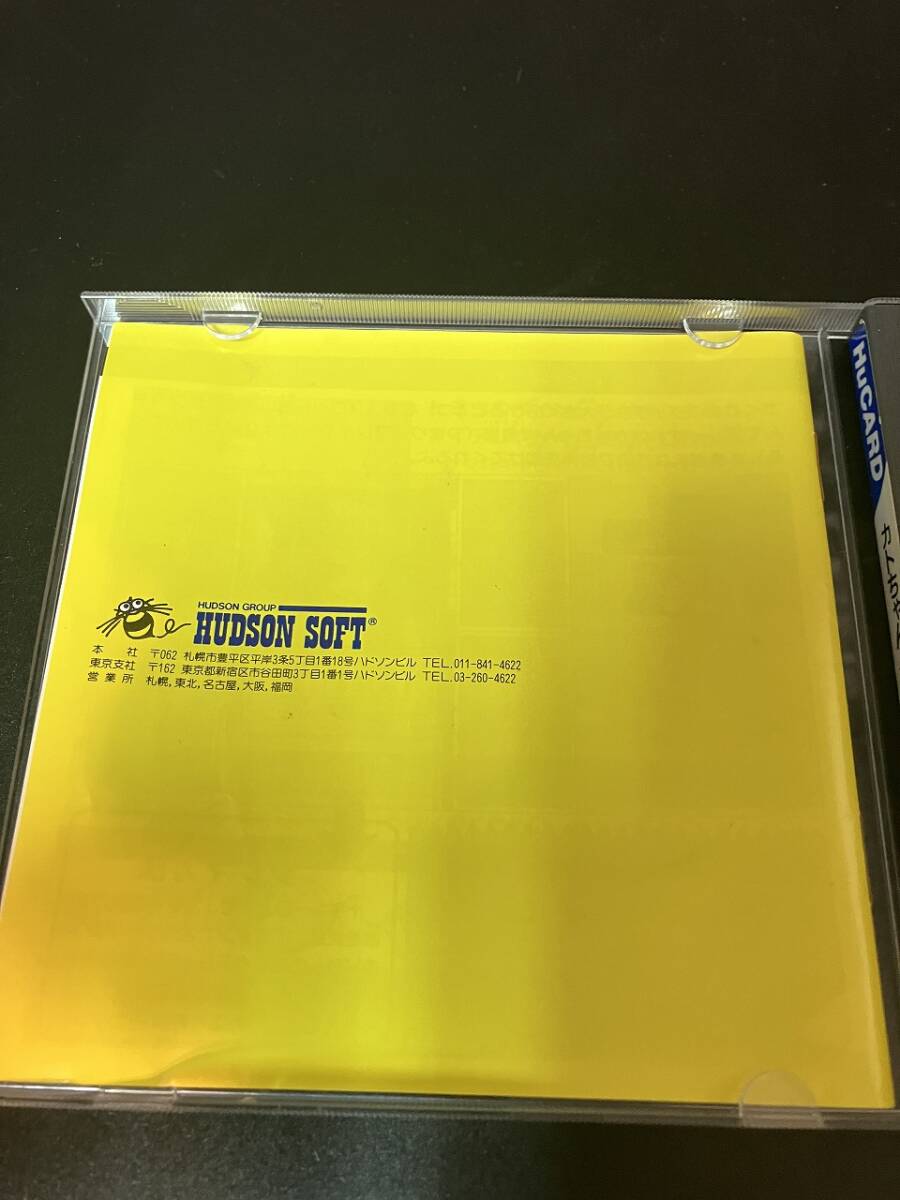 HUDSON GROUP
HUDSON SOFT®
本社 〒062 札幌市豊平区平岸3条5丁目1番18号ハドソンビル TEL.011-841-4622
東京支社 〒162 東京都新宿区市谷田町3丁目1番1号ハドソンビル TEL.03-260-4622
営業所 札幌,東北,名古屋,大阪,福岡
HuCARD